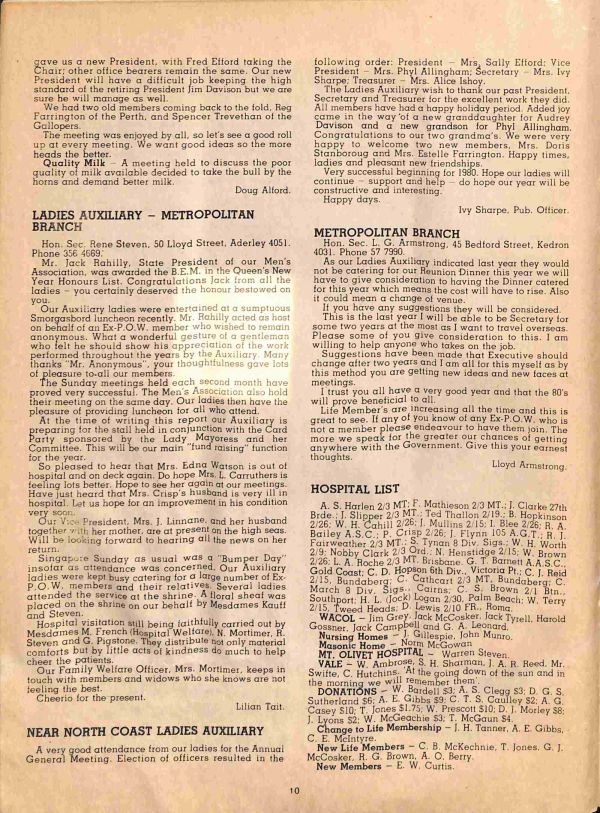 gave us a new President, with Fred Efford taking the
Chair; other office bearers remain the same. Our new
President will have a difficult job keeping the high
standard of the retiring President Jim Davison but we are
sure he will manage as well.
We had two old members coming back to the fold, Reg
Farrington of the Perth, and Spencer Trevethan of the
Gallopers.
The meeting was enjoyed by all, so let's see a good roll
up at every meeting. We want good ideas so the more
heads the better.
Quality Milk — A meeting held to discuss the poor
quality of milk available decided to take the bull by the
horns and demand better milk.
Doug Alford.
LADIES AUXILIARY — METROPOLITAN
BRANCH
Hon. Sec. Rene Steven, 50 Lloyd Street, Aderley 4051.
Phone 356 4669.
Mr. Jack Rahilly, State President of our Men's
Association, was awarded the B.E.M. in the Queen's New
Year Honours List. Congratulations Jack from all the
ladies — you certainly deserved the honour bestowed on
you.
Our Auxiliary ladies were entertained at a sumptuous
Smorgasbord luncheon recently. Mr. Rahilly acted as host
on behalf of an Ex-P.O.W. member who wished to remain
anonymous. What a wonderful gesture of a gentleman
who felt he should show his appreciation of the work
performed throughout the years by the Auxiliary. Many
thanks "Mr. Anonymous", your thoughtfulness gave lots
of pleasure to all our members.
The Sunday meetings held each second month have
proved very successful. The Men's Association also hold
their meeting on the same day. Our ladies then have the
pleasure of providing luncheon for all who attend.
At the time of writing this report our Auxiliary is
preparing for the stall held in conjunction with the Card
Party sponsored by the Lady Mayoress and her
Committee. This will be our main "fund raising" function
for the year.
So pleased to hear that Mrs. Edna Watson is out of
hospital and on deck again. Do hope Mrs. L. Carruthers is
feeling lots better. Hope to see her again at our meetings.
Have just heard that Mrs. Crisp's husband is very ill in
hospital. Let us hope for an improvement in his condition
very soon.
Our Vice President, Mrs. J. Linnane, and her husband
together with her mother, are at present on the high seas.
Will be looking forward to hearing all the news on her
return.
Singapore Sunday as usual was a "Bumper Day"
insofar as attendance was concerned. Our Auxiliary
ladies were kept busy catering for a large number of Ex-
P.O.W. members and their relatives. Several ladies
attended the service at the shrine. A floral sheaf was
placed on the shrine on our behalf by Mesdames Kauff
and Steven.
Hospital visitation still being faithfully carried out by
Mesdames M. French (Hospital Welfare), N. Mortimer, R.
Steven and G. Pigstone. They distribute not only material
comforts but by little acts of kindness do much to help
cheer the patients.
Our Family Welfare Officer, Mrs. Mortimer, keeps in
touch with members and widows who she knows are not
feeling the best.
Cheerio for the present.
Lilian Tait.
NEAR NORTH COAST LADIES AUXILIARY
A very good attendance from our ladies for the Annual
General Meeting. Election of officers resulted in the
following order: President — Mrs. Sally Efford; Vice
President — Mrs. Phyl Allingham; Secretary — Mrs. Ivy
Sharpe; Treasurer — Mrs. Alice Ishoy.
The Ladies Auxiliary wish to thank our past President,
Secretary and Treasurer for the excellent work they did.
All members have had a happy holiday period. Added joy
came in the way of a new granddaughter for Audrey
Davison and a new grandson for Phyl Allingham.
Congratulations to our two grandma's. We were very
happy to welcome two new members, Mrs. Doris
Stanboroug and Mrs. Estelle Farrington. Happy times,
ladies and pleasant new friendships.
Very successful beginning for 1980. Hope our ladies will
continue — support and help — do hope our year will be
constructive and interesting.
Happy days.
Ivy Sharpe, Pub. Officer.
METROPOLITAN BRANCH
Hon. Sec. L. G. Armstrong, 45 Bedford Street, Kedron
4031. Phone 57 7990.
As our Ladies Auxiliary indicated last year they would
not be catering for our Reunion Dinner this year we will
have to give consideration to having the Dinner catered
for this year which means the cost will have to rise. Also
it could mean a change of venue.
If you have any suggestions they will be considered.
This is the last year I will be able to be Secretary for
some two years at the most as I want to travel overseas.
Please some of you give consideration to this. I am
willing to help anyone who takes on the job.
Suggestions have been made that Executive should
change after two years and I am all for this myself as by
this method you are getting new ideas and new faces at
meetings.
I trust you all have a very good year and that the 80's
will prove beneficial to all.
Life Member's are increasing all the time and this is
great to see. If any of you know of any Ex-P.O.W. who is
not a member please endeavour to have them join. The
more we speak for the greater our chances of getting
anywhere with the Government. Give this your earnest
thoughts.
Lloyd Armstrong.
HOSPITAL LIST
A. S. Harlen 2/3 MT; F. Mathieson 2/3 MT.; J. Clarke 27th
Brde.; J. Slipper 2/3 MT.; Ted Thallon 2/19.; B. Hopkinson
2/26; W. H. Cahill 2/26; J. Mullins 2/15; I. Blee 2/26; R. A.
Bailey A.S.C.; P. Crisp 2/26; J. Flynn 105 A.G.T.; R. J.
Fairweather 2/3 MT.; S. Tynan 8 Div. Sigs.; W. H. Worth
2/9; Nobby Clark 2/3 Ord.; N. Henstidge 2/15; W. Brown
2/26; L. A. Roche 2/3 MT. Brisbane. G. T. Barnett A.A.S.C.,
Gold Coast; C. D. Hopson 6th Div., Victoria Pt.; C. J. Reid
2/15, Bundaberg; C. Cathcart 2/3 MT, Bundaberg; C.
March 8 Div. Sigs., Cairns; C. S. Brown 2/1 Btn.,
Southport; H. L. (Jock) Logan 2/30, Palm Beach; W. Terry
2/15, Tweed Heads; D. Lewis 2/10 FR., Roma.
WACOL — Jim Grey, Jack McCosker, Jack Tyrell, Harold
Gossner, Jack Campbell and G. A. Leonard.
Nursing Homes — J. Gillespie, John Munro.
Masonic Home — Norm McGowan
MT. OLIVET HOSPITAL — Warren Steven.
VALE — W. Ambrose, S. H. Sharman, J. A. R. Reed. Mr.
Swifte, C. Hutchins. 'At the going down of the sun and in
the morning we will remember them'.
DONATIONS — W. Bardell $3; A. S. Clegg $3; D. G. S.
Sutherland $6; A. E. Gibbs $9; C. T. S. Caulley $2; A. G.
Casey $10; T. Jones $1.75; W. Prescott $10; D. J. Morley $8;
J. Lyons $2; W. McGeachie $3; T. McGaun $4.
Change to Life Membership — J. H. Tanner, A. E. Gibbs,
C. E. McIntyre.
New Life Members — C. B. McKechnie, T. Jones, G. J.
McCosker, R. G. Brown, A. O. Berry.
New Members — E. W. Curtis.
10